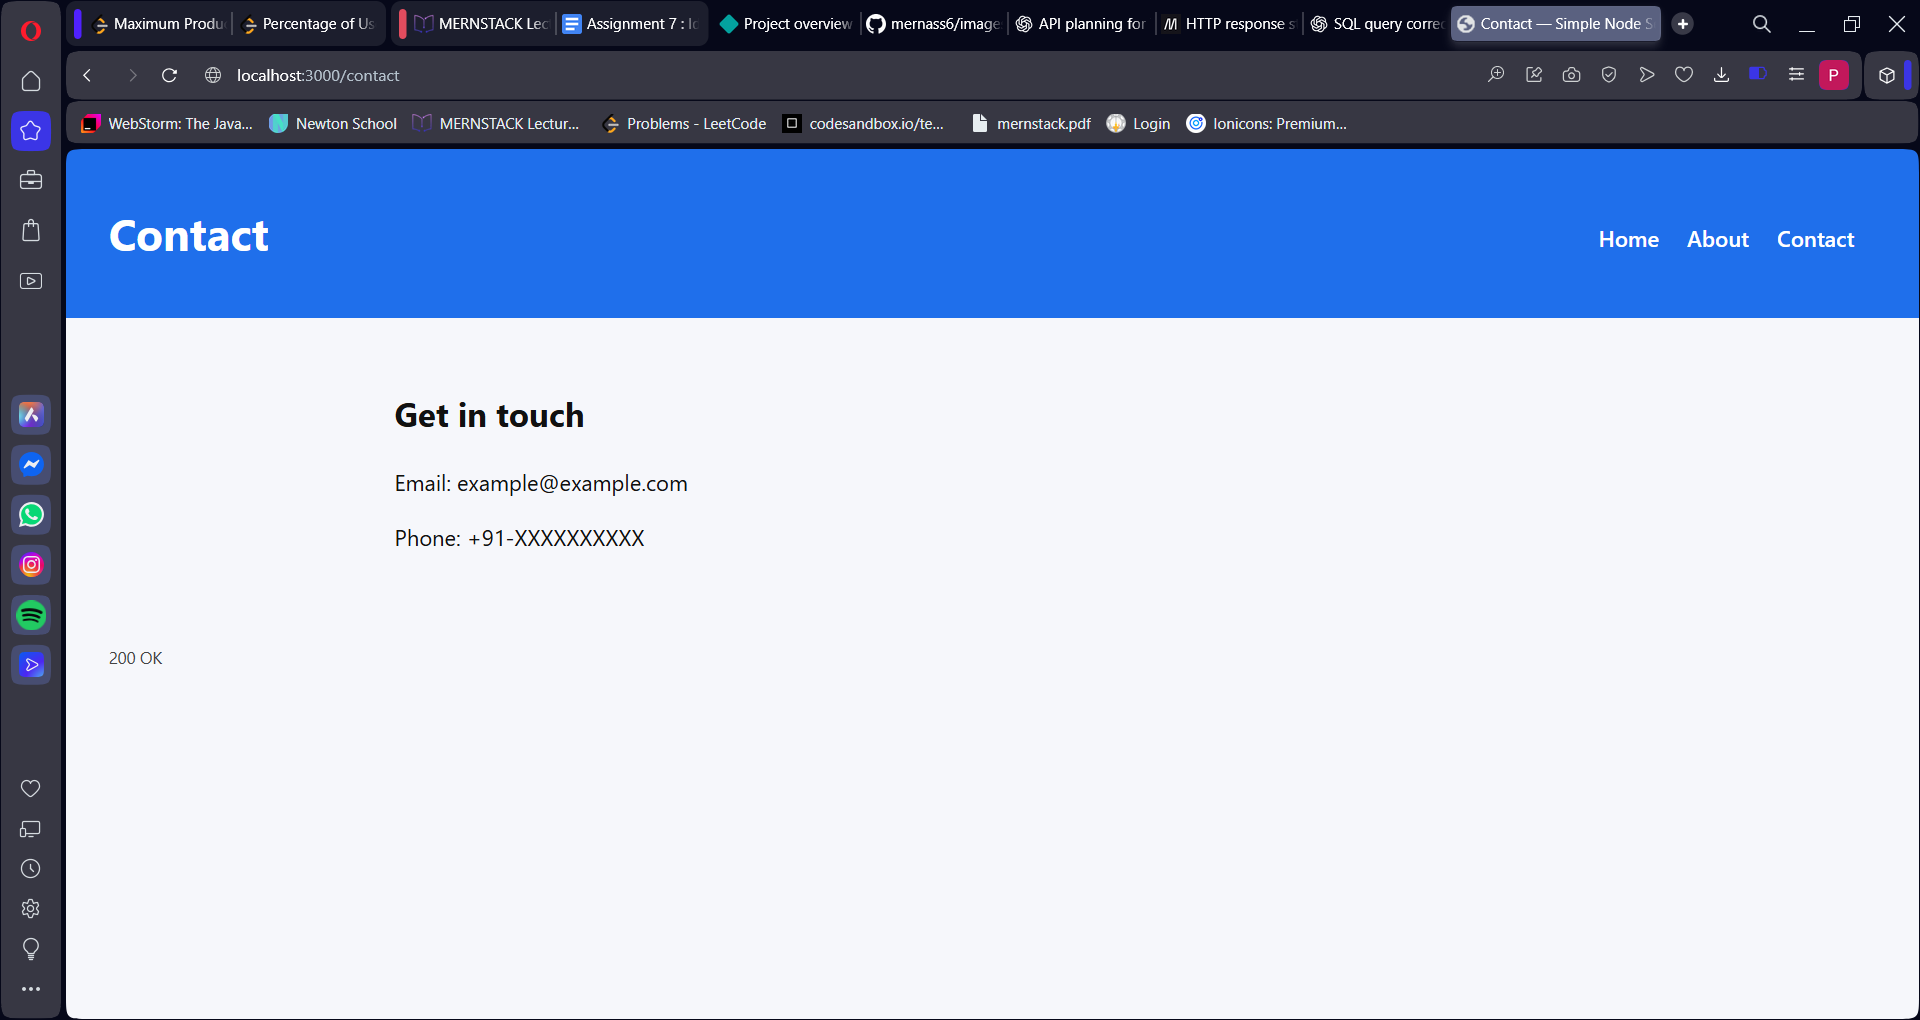 Maximum Produ
Percentage of Us
MERNSTACK Lec
Assignment 7 : Id
Project overview
mernass6/image
API planning for
HTTP response s
SQL query correc
Contact — Simple Node S
localhost:3000/contact
P
WebStorm: The Java...
Newton School
MERNSTACK Lectur...
Problems - LeetCode
codesandbox.io/te...
mernstack.pdf
Login
Ionicons: Premium...
Contact
Home
About
Contact
Get in touch
Email: example@example.com
Phone: +91-XXXXXXXXXX
200 OK